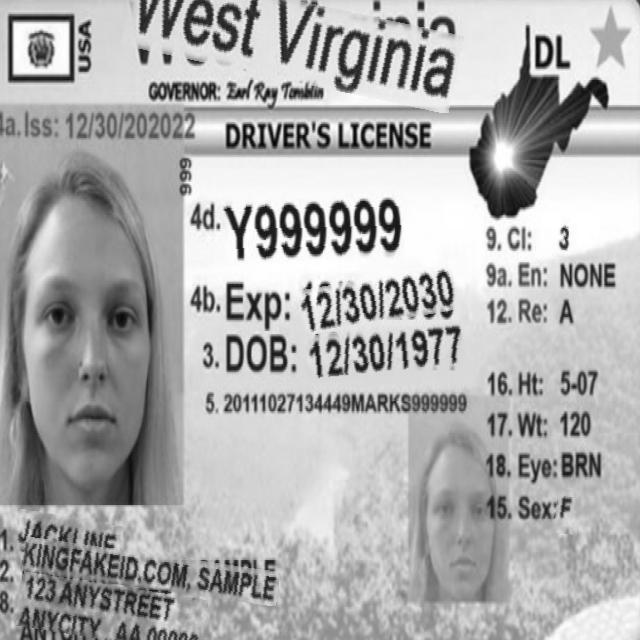 USA
West Virginia
GOVERNOR: Earl Ray Tomblin
DL
4a. Iss: 12/30/202022
DRIVER'S LICENSE
999
4d. Y999999
4b. Exp: 12/30/2030
3. DOB: 12/30/1977
5. 20111027134449MARKS999999
9. Cl: 3
9a. En: NONE
12. Re: A
16. Ht: 5-07
17. Wt: 120
18. Eye: BRN
15. Sex: F
1. JACKLINE
2. KINGFAKEID.COM, SAMPLE
8. 123 ANYSTREET
ANYCITY, AA